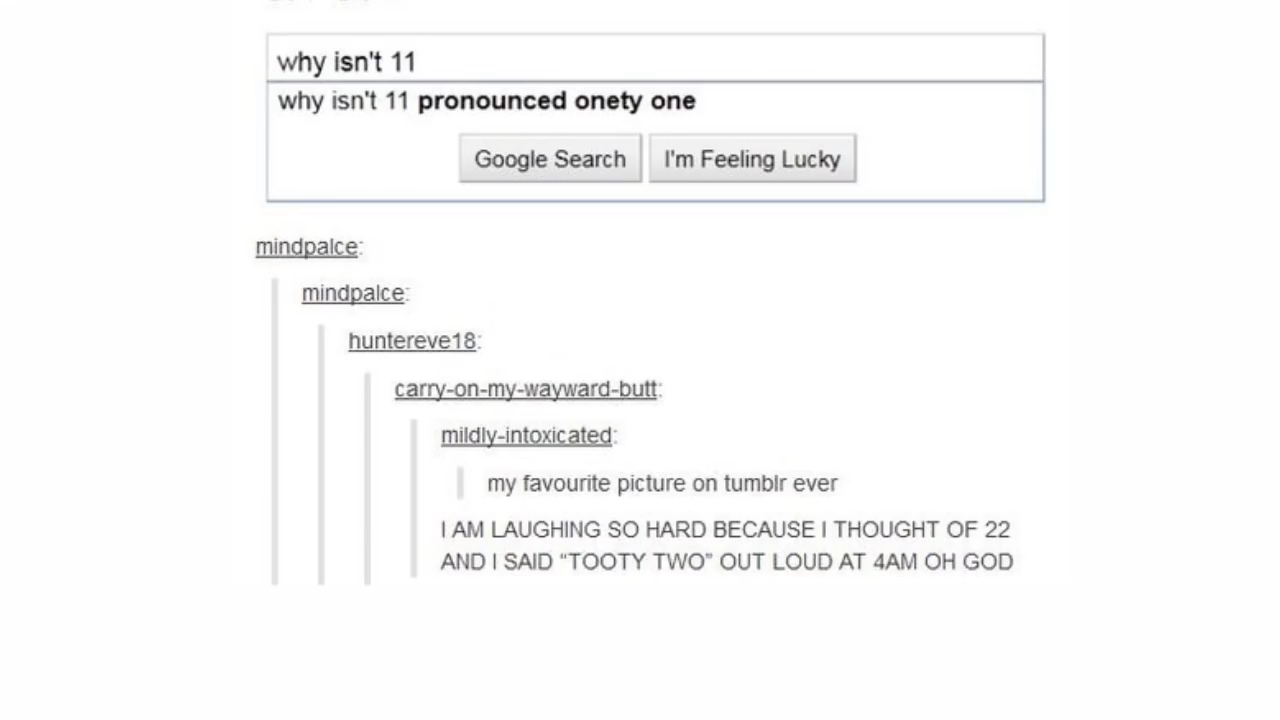 why isn't 11
why isn't 11 pronounced onety one
Google Search I'm Feeling Lucky
mindpalce:
mindpalce:
huntereve18:
carry-on-my-wayward-butt:
mildly-intoxicated:
my favourite picture on tumblr ever
I AM LAUGHING SO HARD BECAUSE I THOUGHT OF 22
AND I SAID “TOOTY TWO” OUT LOUD AT 4AM OH GOD